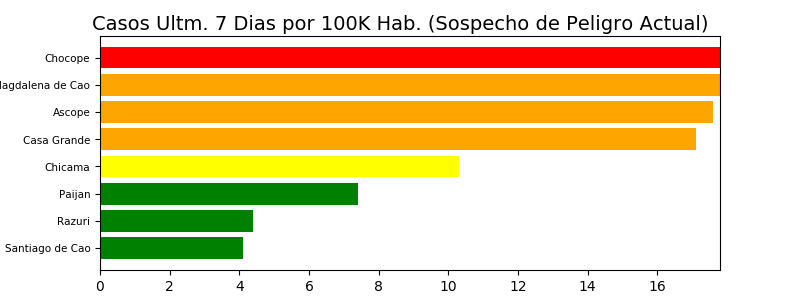 Casos Ultm. 7 Dias por 100K Hab. (Sospecho de Peligro Actual)
Chocope
agdalena de Cao
Ascope
Casa Grande
Chicama
Paijan
Razuri
Santiago de Cao
0 2 4 6 8 10 12 14 16